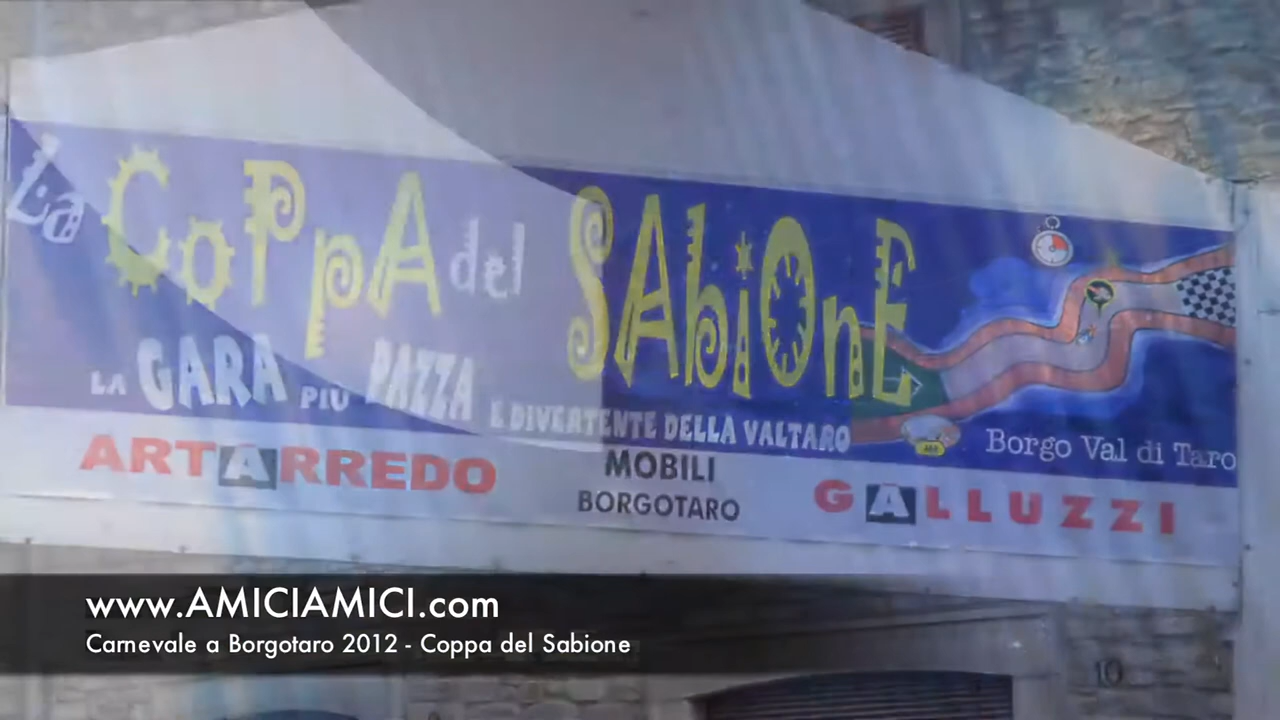 La CoPpA del SAbiOnE
LA GARA PIÙ PAZZA E DIVERTENTE DELLA VALTARO
Borgo Val di Taro
ARTARREDO
MOBILI
BORGOTARO
GALLUZZI
www.AMICIAMICI.com
Carnevale a Borgotaro 2012 - Coppa del Sabione
10